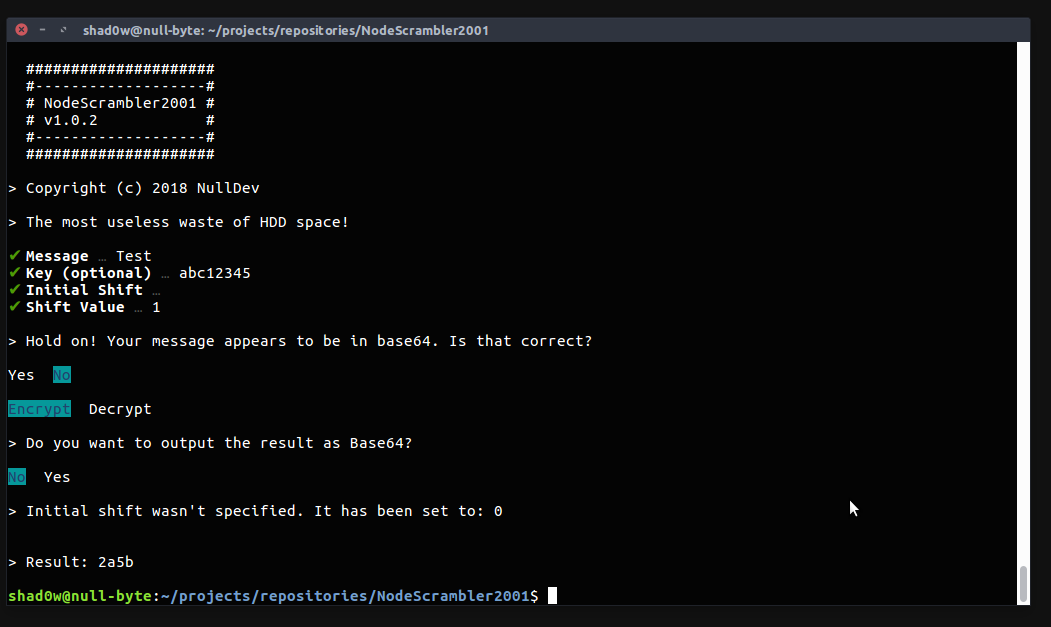 shad0w@null-byte: ~/projects/repositories/NodeScrambler2001
#####################
#-------------------#
# NodeScrambler2001 #
# v1.0.2            #
#-------------------#
#####################
> Copyright (c) 2018 NullDev
> The most useless waste of HDD space!
✔ Message … Test
✔ Key (optional) … abc12345
✔ Initial Shift …
✔ Shift Value … 1
> Hold on! Your message appears to be in base64. Is that correct?
Yes  No
Encrypt  Decrypt
> Do you want to output the result as Base64?
No  Yes
> Initial shift wasn't specified. It has been set to: 0
> Result: 2a5b
shad0w@null-byte:~/projects/repositories/NodeScrambler2001$